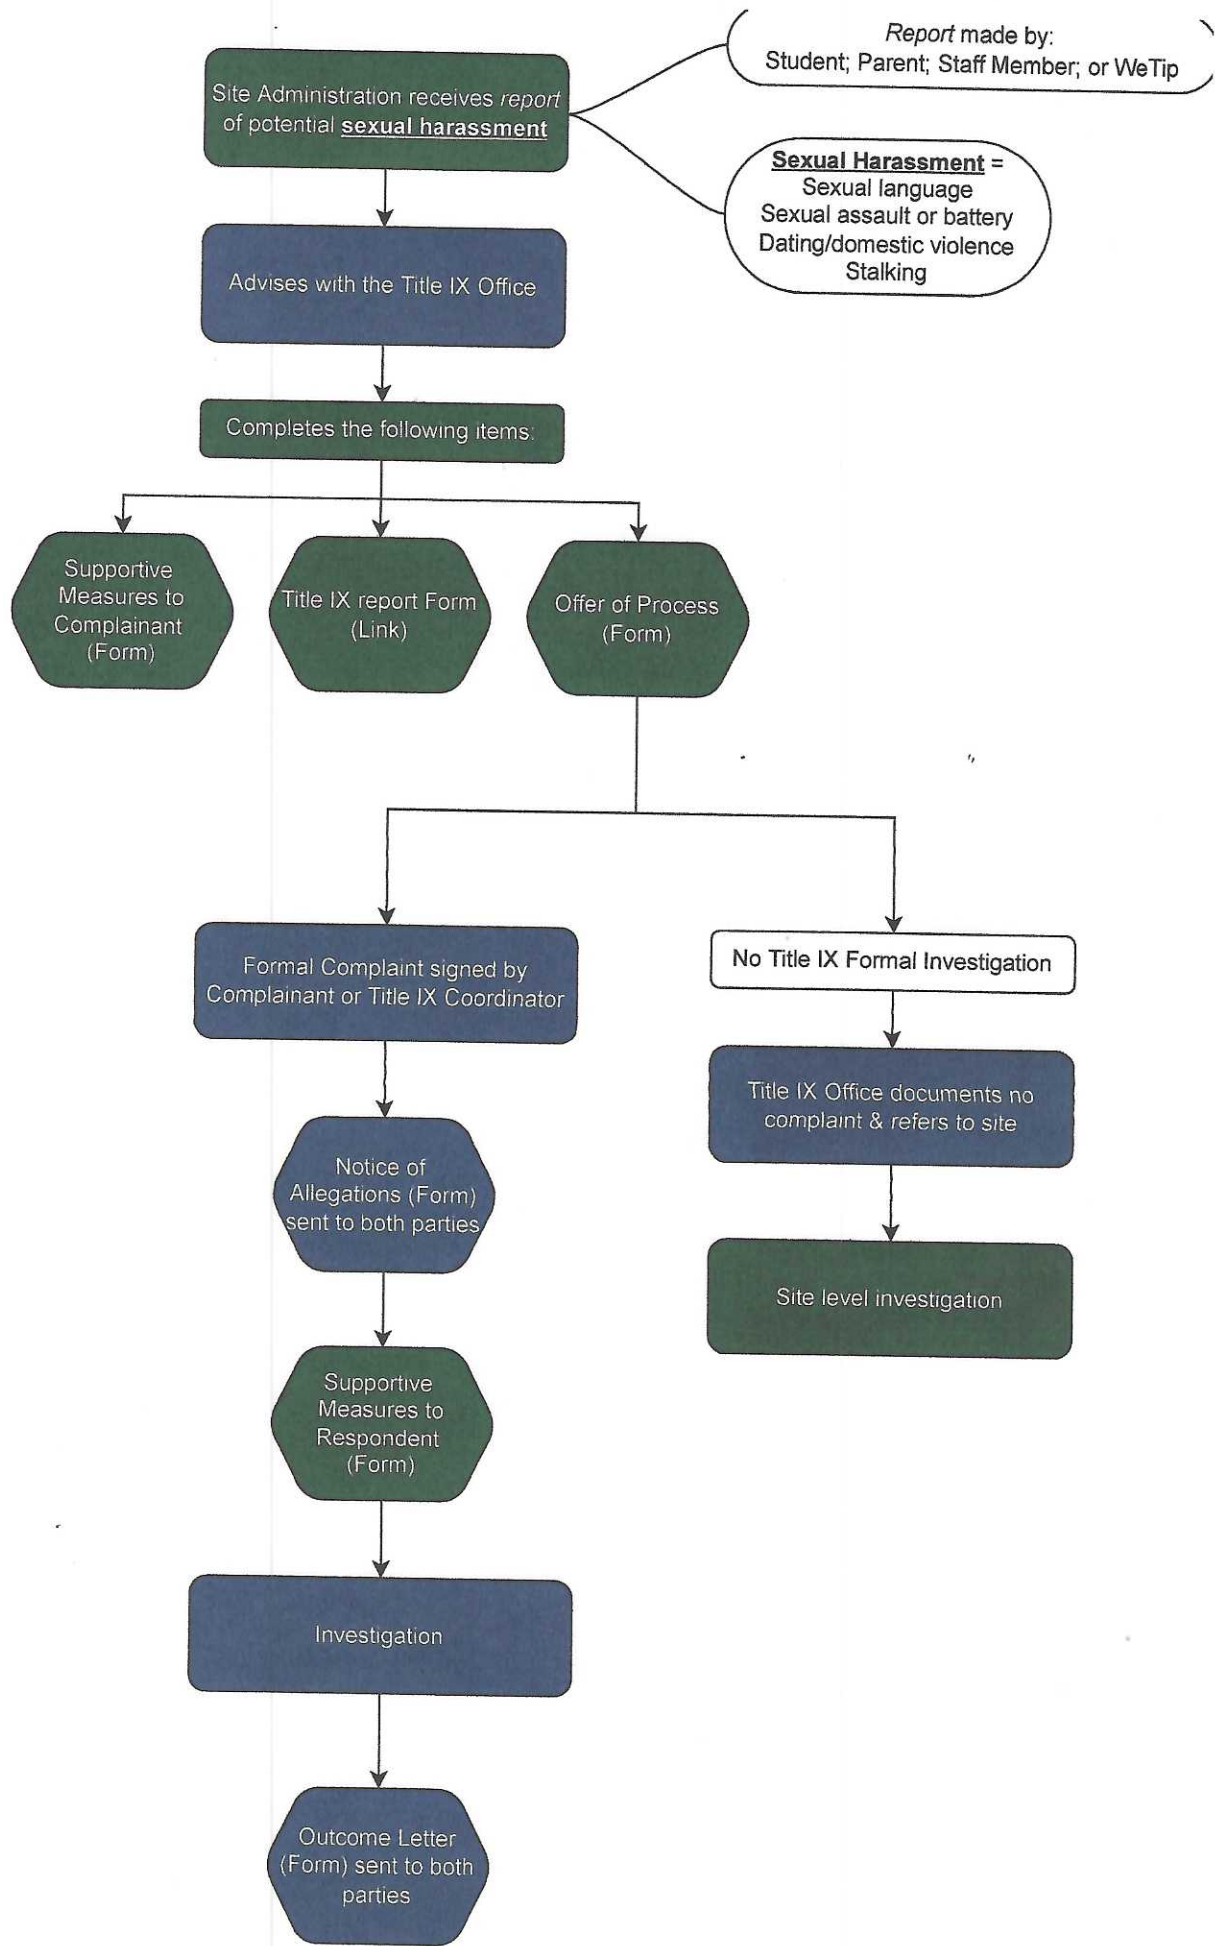 Report made by:
Student; Parent; Staff Member; or WeTip
Site Administration receives report
of potential sexual harassment
Sexual Harassment =
Sexual language
Sexual assault or battery
Dating/domestic violence
Stalking
Advises with the Title IX Office
Completes the following items:
Supportive
Measures to
Complainant
(Form)
Title IX report Form
(Link)
Offer of Process
(Form)
Formal Complaint signed by
Complainant or Title IX Coordinator
No Title IX Formal Investigation
Title IX Office documents no
complaint & refers to site
Notice of
Allegations (Form)
sent to both parties
Site level investigation
Supportive
Measures to
Respondent
(Form)
Investigation
Outcome Letter
(Form) sent to both
parties